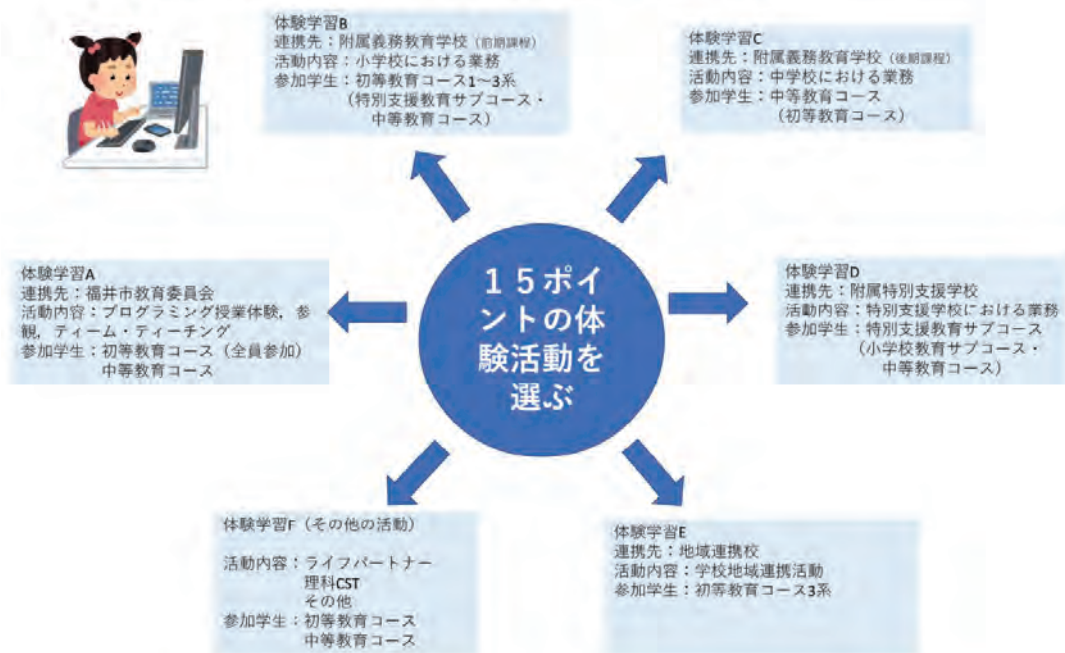 体験学習B
連携先：附属義務教育学校（前期課程）
活動内容：小学校における業務
参加学生：初等教育コース1～3系
（特別支援教育サブコース・
中等教育コース）
体験学習C
連携先：附属義務教育学校（後期課程）
活動内容：中学校における業務
参加学生：中等教育コース
（初等教育コース）
体験学習A
連携先：福井市教育委員会
活動内容：プログラミング授業体験，参
観，ティーム・ティーチング
参加学生：初等教育コース（全員参加）
中等教育コース
１５ポイ
ントの体
験活動を
選ぶ
体験学習D
連携先：附属特別支援学校
活動内容：特別支援学校における業務
参加学生：特別支援教育サブコース
（小学校教育サブコース・
中等教育コース）
体験学習F（その他の活動）
活動内容：ライフパートナー
理科CST
その他
参加学生：初等教育コース
中等教育コース
体験学習E
連携先：地域連携校
活動内容：学校地域連携活動
参加学生：初等教育コース3系